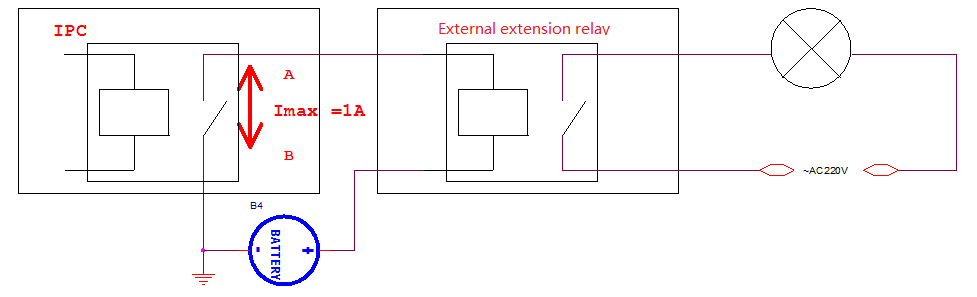 IPC
External extension relay
A
Imax =1A
B
~AC220V
B4
- BATTERY +